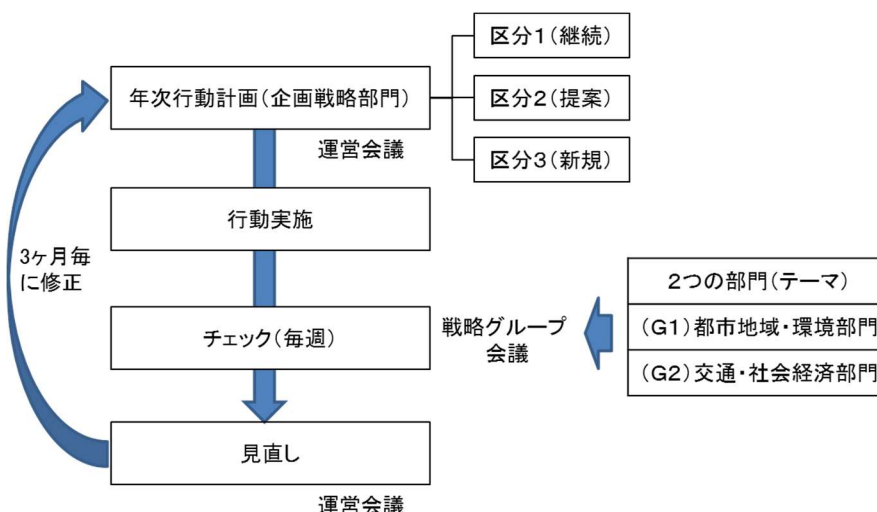 区分1(継続)
年次行動計画(企画戦略部門)
区分2(提案)
運営会議
区分3(新規)
行動実施
3ヶ月毎
に修正
2つの部門(テーマ)
チェック(毎週)
戦略グループ
会議
(G1)都市地域・環境部門
(G2)交通・社会経済部門
見直し
運営会議